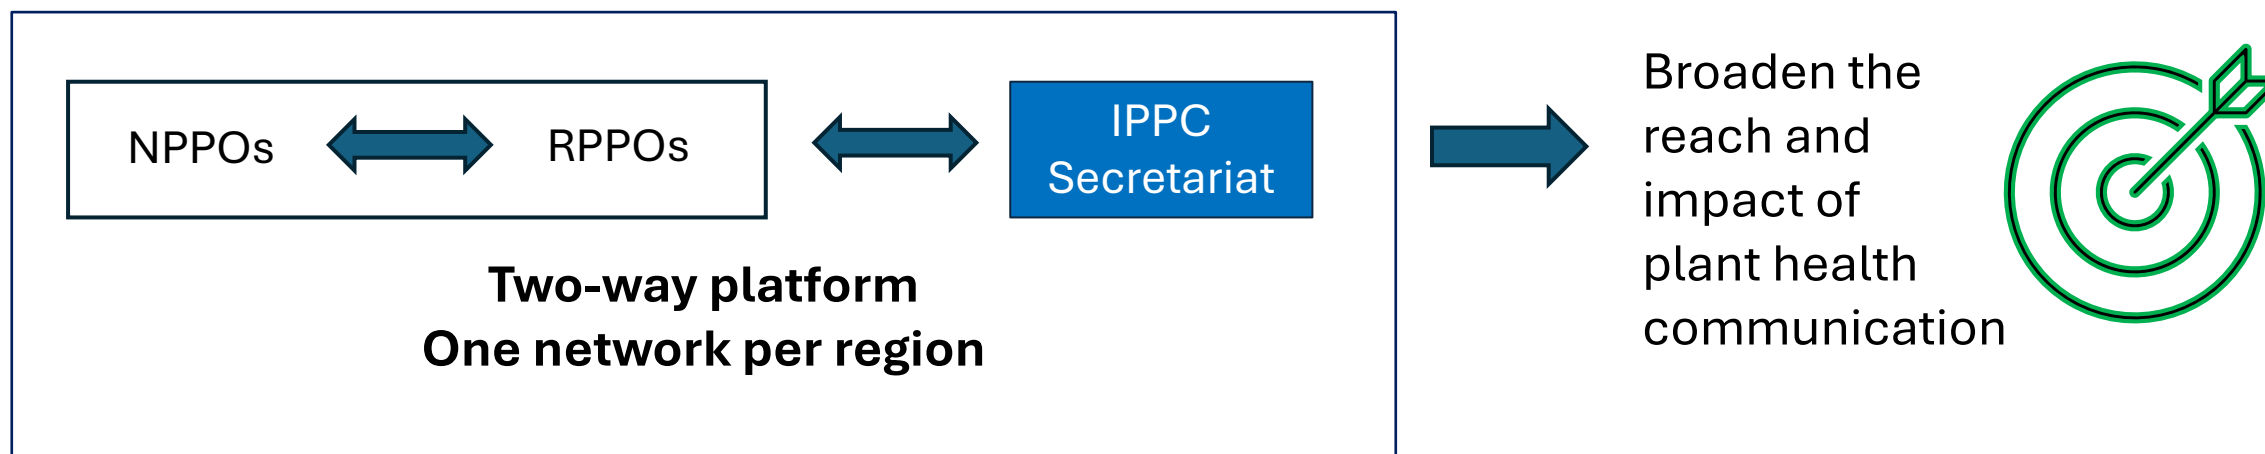 NPPOs
RPPOs
IPPC
Secretariat
Two-way platform
One network per region
Broaden the
reach and
impact of
plant health
communication